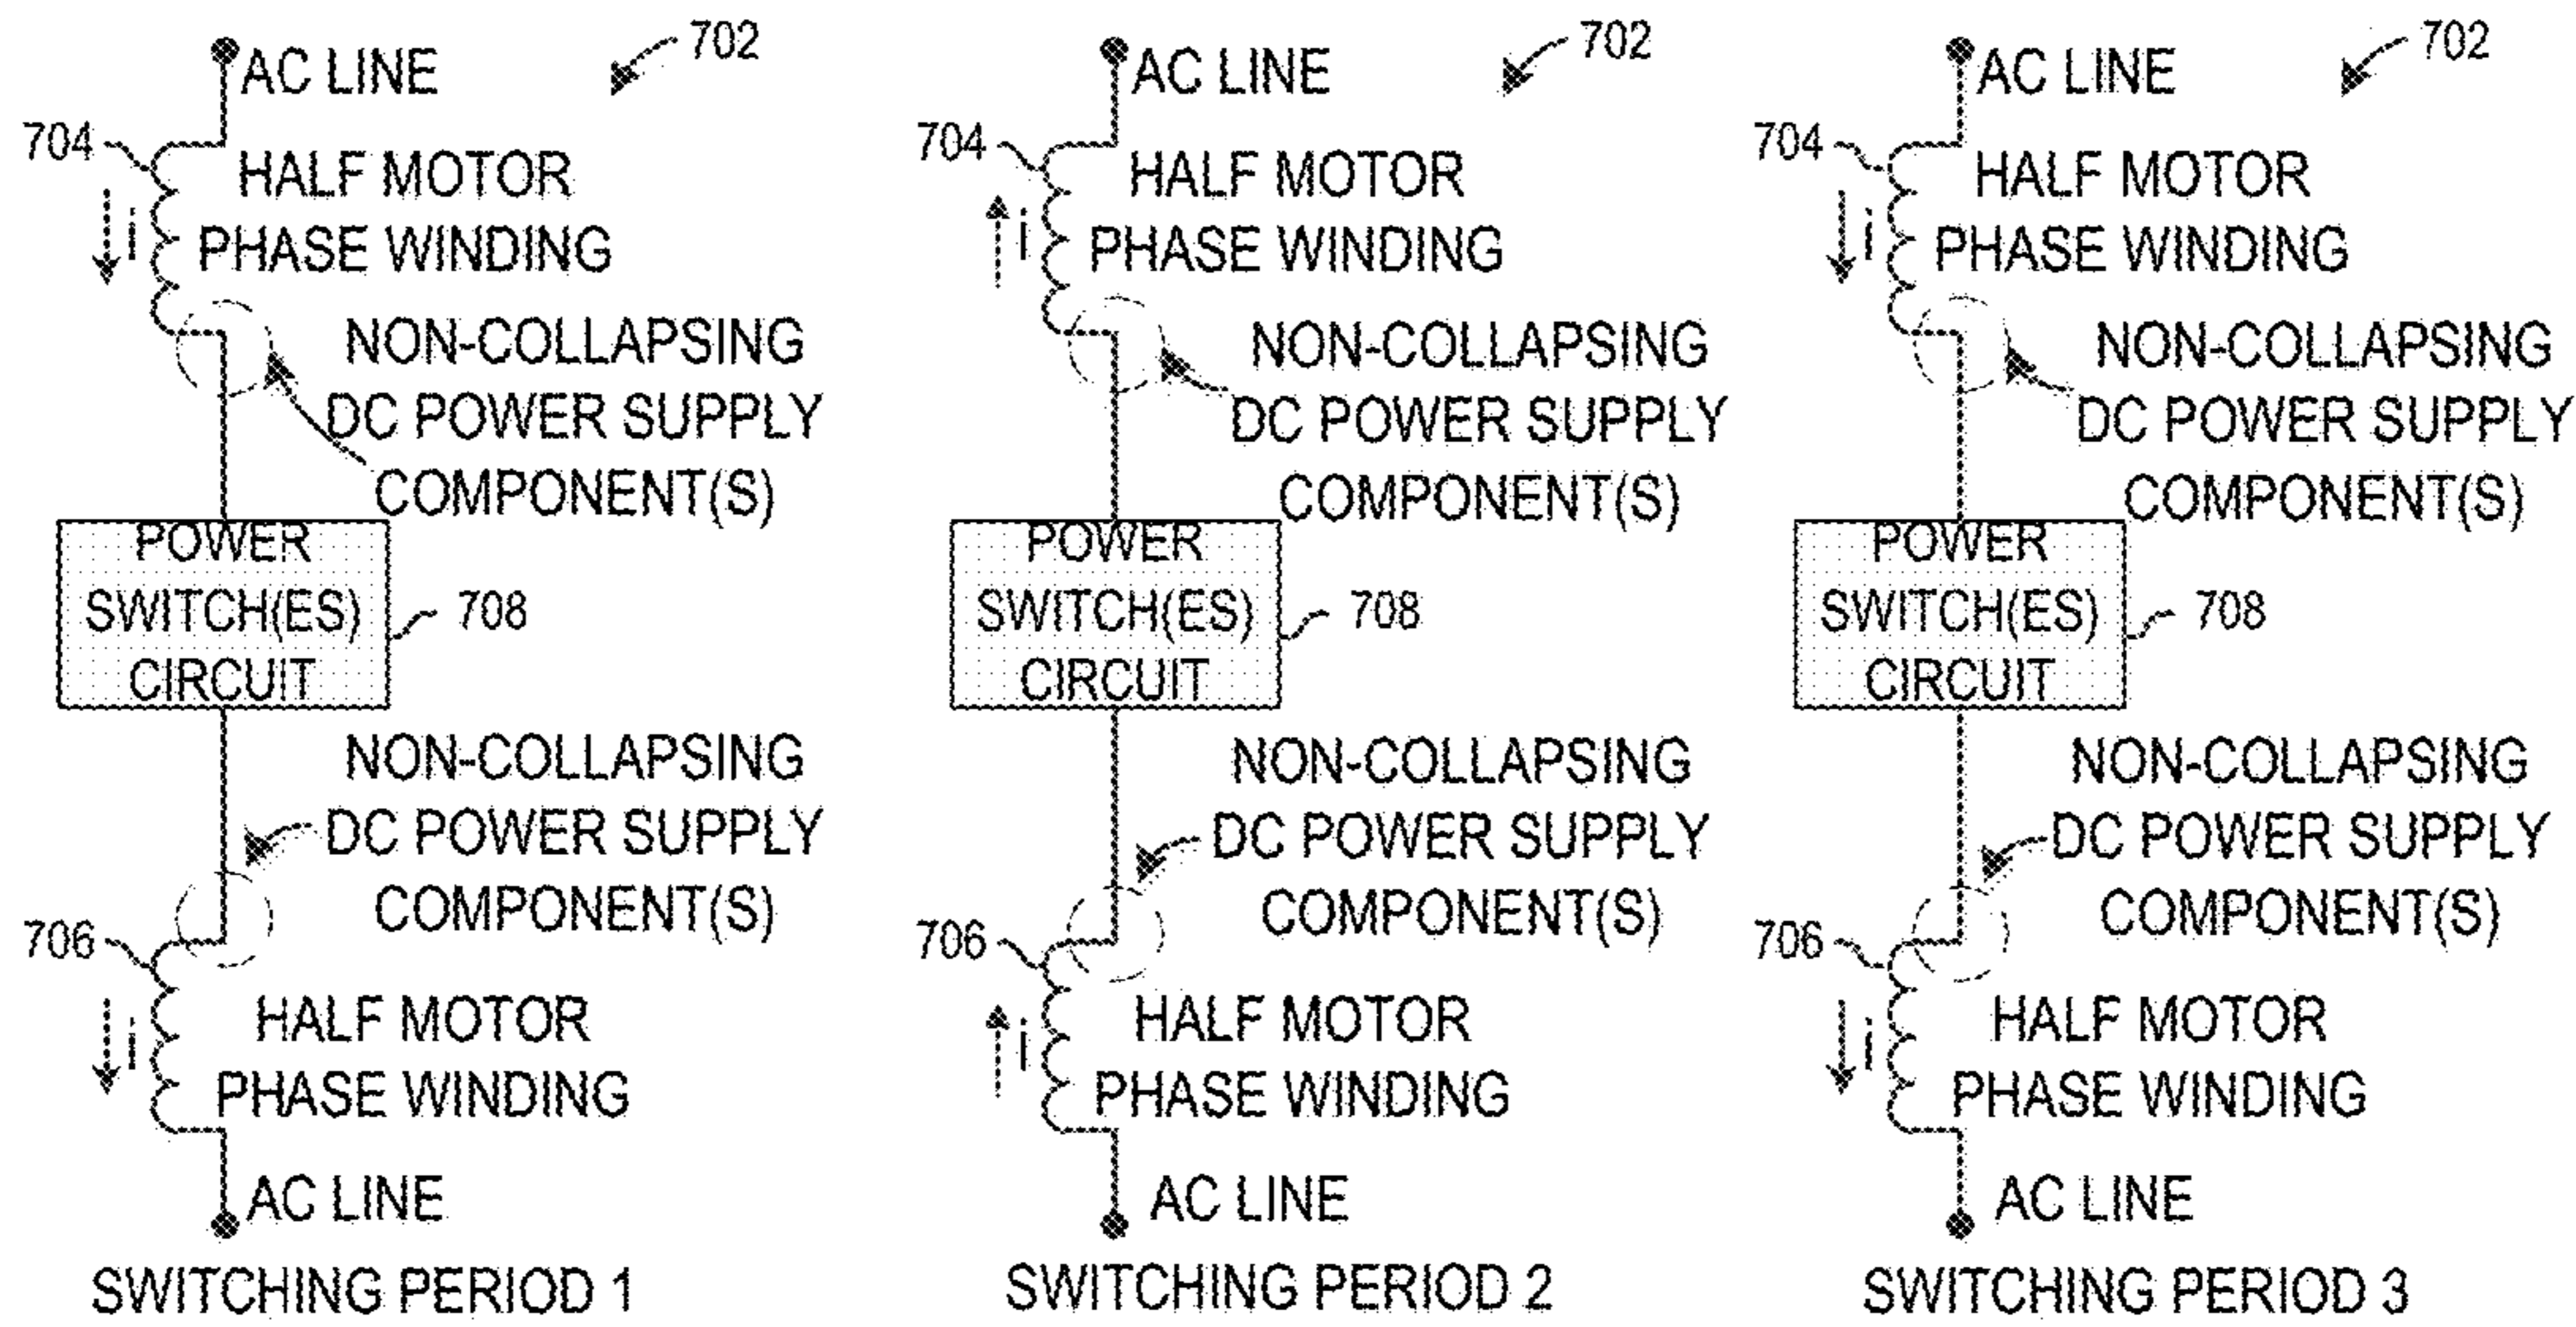 702
AC LINE
704
HALF MOTOR
i
PHASE WINDING
NON-COLLAPSING
DC POWER SUPPLY
COMPONENT(S)
POWER
SWITCH(ES)
CIRCUIT
708
NON-COLLAPSING
DC POWER SUPPLY
COMPONENT(S)
706
HALF MOTOR
i
PHASE WINDING
AC LINE
SWITCHING PERIOD 1
702
AC LINE
704
HALF MOTOR
i
PHASE WINDING
NON-COLLAPSING
DC POWER SUPPLY
COMPONENT(S)
POWER
SWITCH(ES)
CIRCUIT
708
NON-COLLAPSING
DC POWER SUPPLY
COMPONENT(S)
706
HALF MOTOR
i
PHASE WINDING
AC LINE
SWITCHING PERIOD 2
702
AC LINE
704
HALF MOTOR
i
PHASE WINDING
NON-COLLAPSING
DC POWER SUPPLY
COMPONENT(S)
POWER
SWITCH(ES)
CIRCUIT
708
NON-COLLAPSING
DC POWER SUPPLY
COMPONENT(S)
706
HALF MOTOR
i
PHASE WINDING
AC LINE
SWITCHING PERIOD 3